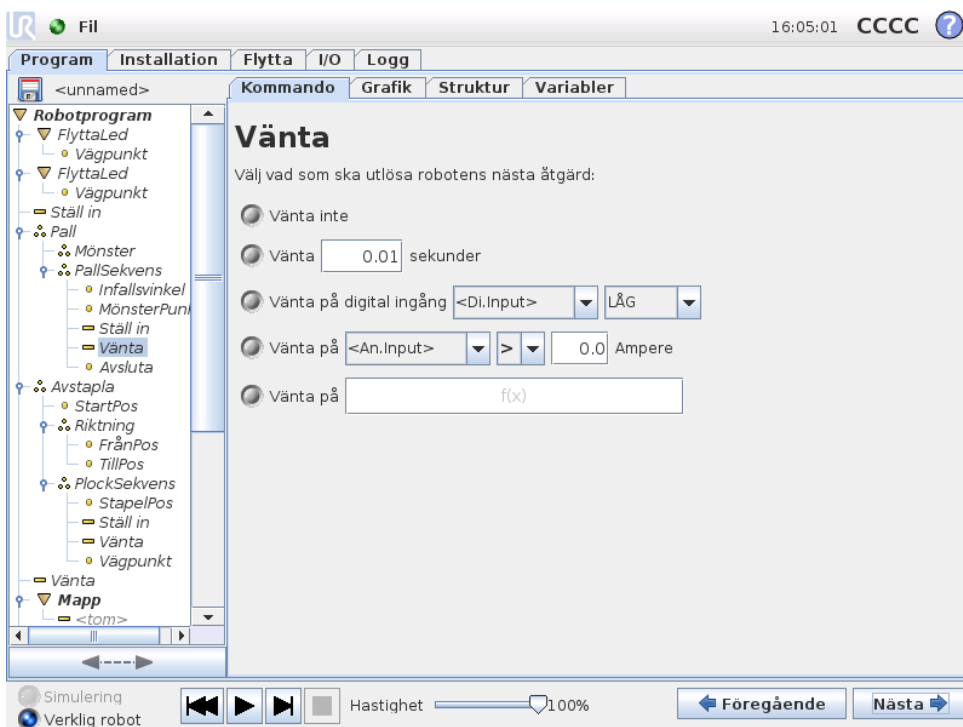 UR Fil 16:05:01 CCCC ?
Program Installation Flytta I/O Logg
<unnamed>
Kommando Grafik Struktur Variabler
Robotprogram
FlyttaLed
Vägpunkt
FlyttaLed
Vägpunkt
Ställ in
Pall
Mönster
PallSekvens
Infallsvinkel
MönsterPun
Ställ in
Vänta
Avsluta
Avstapla
StartPos
Riktning
FrånPos
TillPos
PlockSekvens
StapelPos
Ställ in
Vänta
Vägpunkt
Vänta
Mapp
<tom>
Vänta
Välj vad som ska utlösa robotens nästa åtgärd:
Vänta inte
Vänta 0.01 sekunder
Vänta på digital ingång <Di.Input> LÅG
Vänta på <An.Input> > 0.0 Ampere
Vänta på f(x)
Simulering
Verklig robot
Hastighet 100%
Föregående Nästa